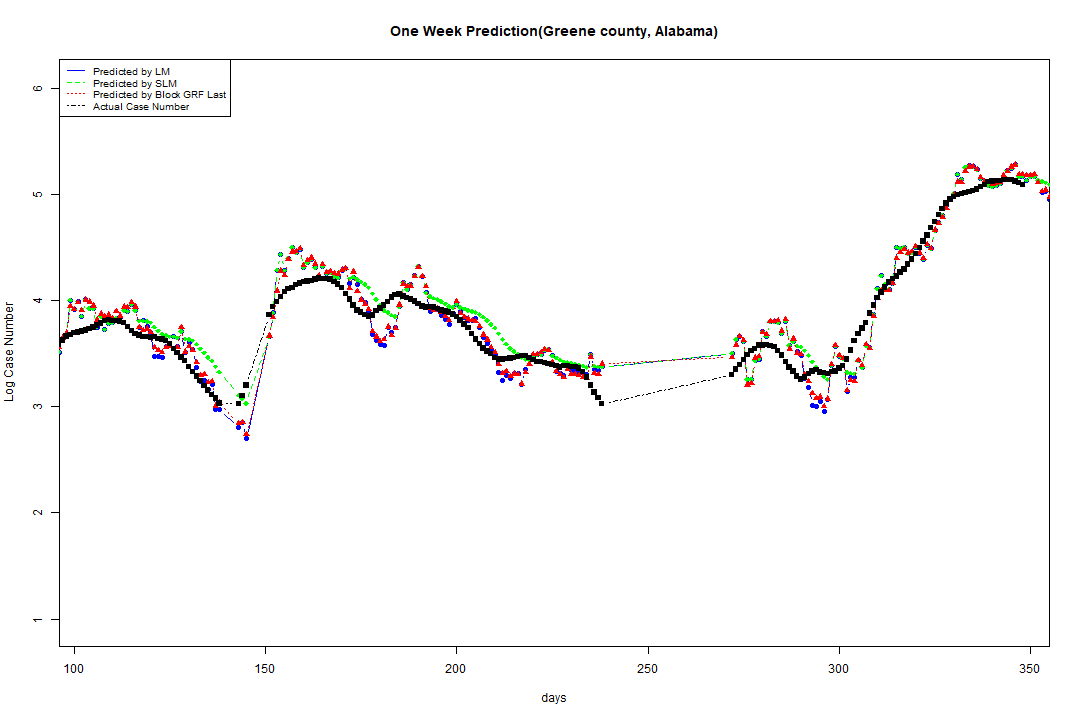 One Week Prediction(Greene county, Alabama)
Predicted by LM
Predicted by SLM
Predicted by Block GRF Last
Actual Case Number
Log Case Number
6
5
4
3
2
1
100 150 200 250 300 350
days